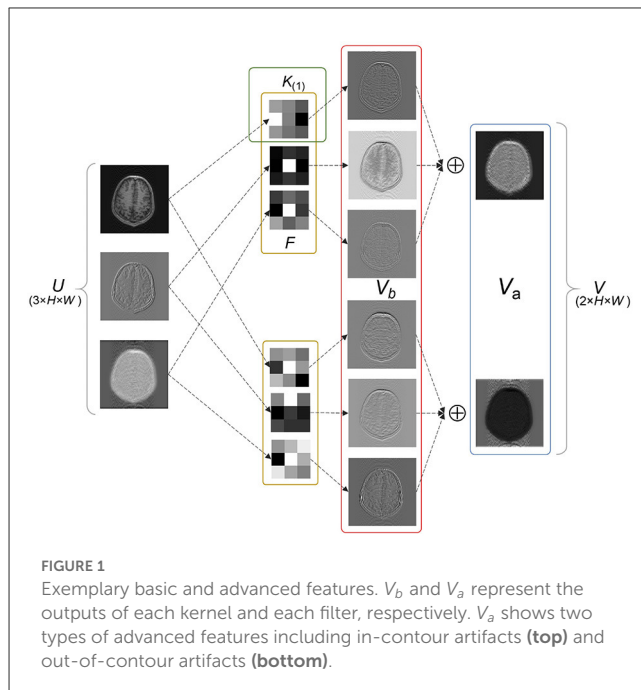 K(1)
F
U
(3×H×W)
Vb
⊕
⊕
Va
V
(2×H×W)
FIGURE 1
Exemplary basic and advanced features. Vb and Va represent the
outputs of each kernel and each filter, respectively. Va shows two
types of advanced features including in-contour artifacts (top) and
out-of-contour artifacts (bottom).